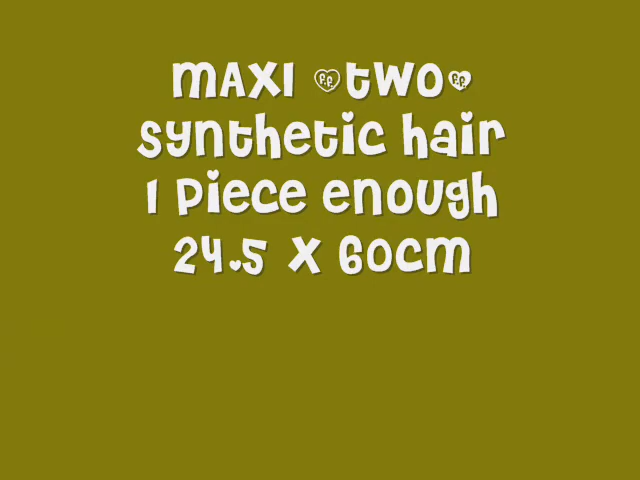 MAXI (TWO)
synthetic hair
1 Piece enough
24.5 X 60cm